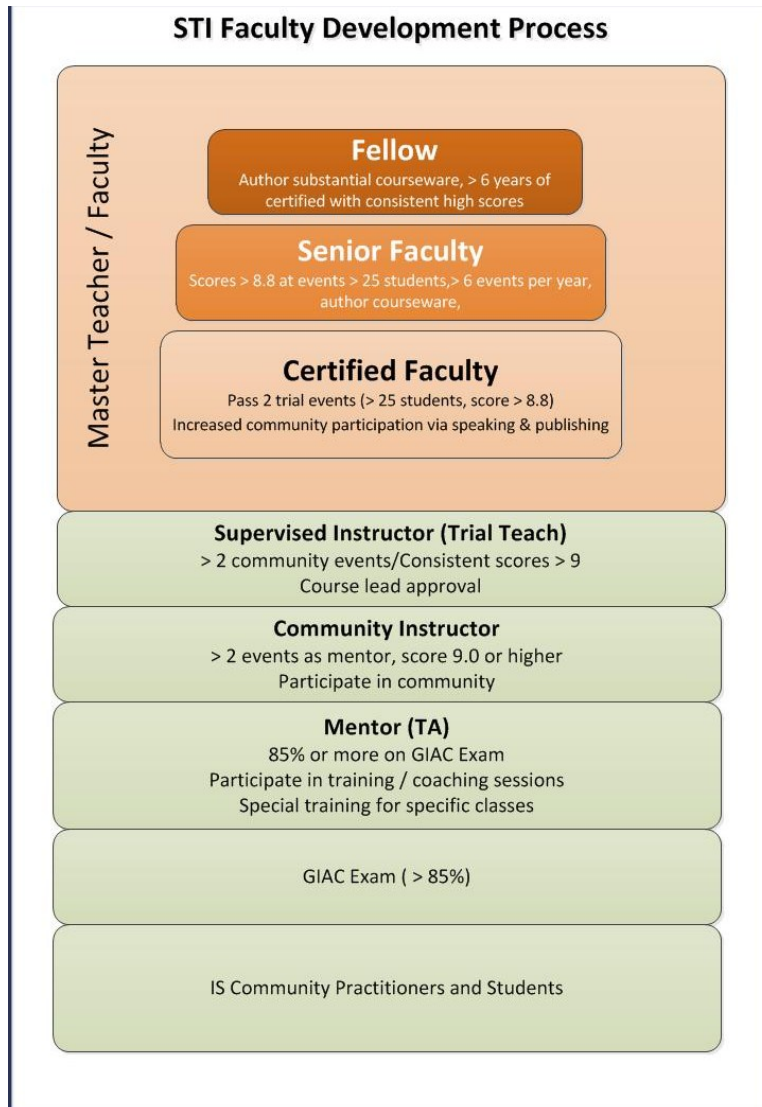 STI Faculty Development Process
Master Teacher / Faculty
Fellow
Author substantial courseware, > 6 years of
certified with consistent high scores
Senior Faculty
Scores > 8.8 at events > 25 students,> 6 events per year,
author courseware,
Certified Faculty
Pass 2 trial events (> 25 students, score > 8.8)
Increased community participation via speaking & publishing
Supervised Instructor (Trial Teach)
> 2 community events/Consistent scores > 9
Course lead approval
Community Instructor
> 2 events as mentor, score 9.0 or higher
Participate in community
Mentor (TA)
85% or more on GIAC Exam
Participate in training / coaching sessions
Special training for specific classes
GIAC Exam ( > 85%)
IS Community Practitioners and Students